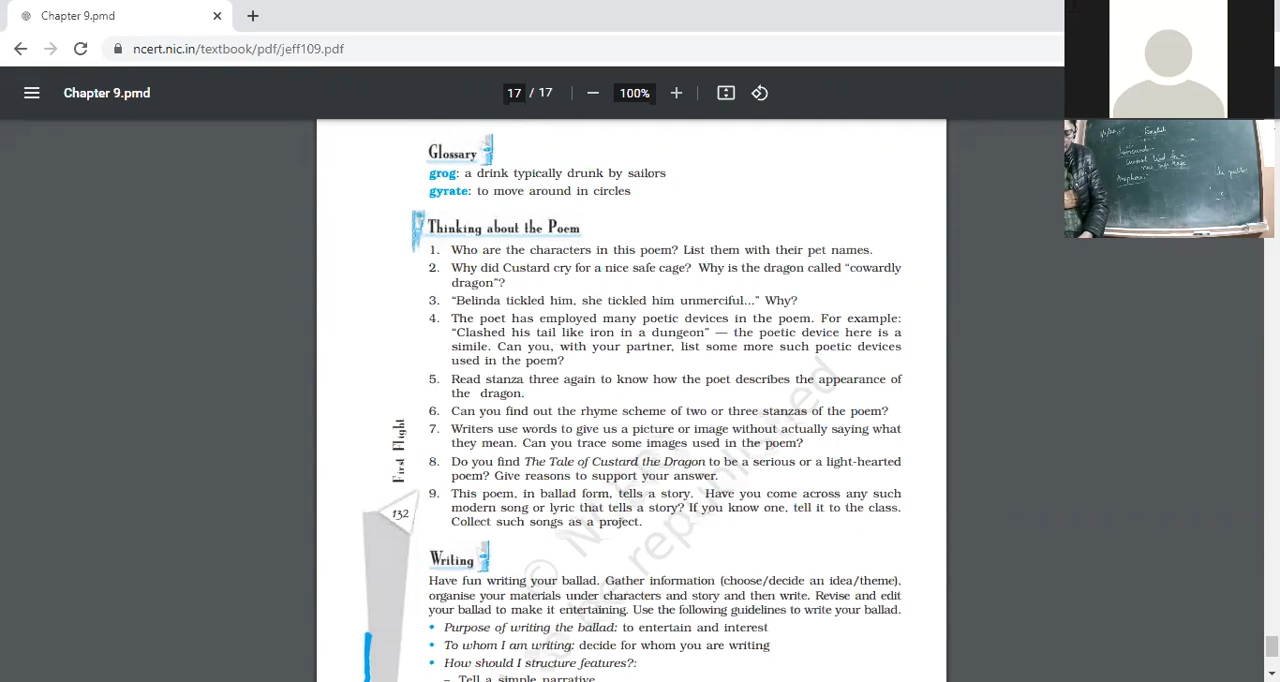 Chapter 9.pmd
ncert.nic.in/textbook/pdf/jeff109.pdf
Chapter 9.pmd
17 / 17
100%
English
Glossary
grog: a drink typically drunk by sailors
gyrate: to move around in circles
Thinking about the Poem
1. Who are the characters in this poem? List them with their pet names.
2. Why did Custard cry for a nice safe cage? Why is the dragon called “cowardly
dragon”?
3. “Belinda tickled him, she tickled him unmerciful...” Why?
4. The poet has employed many poetic devices in the poem. For example:
“Clashed his tail like iron in a dungeon” — the poetic device here is a
simile. Can you, with your partner, list some more such poetic devices
used in the poem?
5. Read stanza three again to know how the poet describes the appearance of
the dragon.
6. Can you find out the rhyme scheme of two or three stanzas of the poem?
7. Writers use words to give us a picture or image without actually saying what
they mean. Can you trace some images used in the poem?
8. Do you find The Tale of Custard the Dragon to be a serious or a light-hearted
poem? Give reasons to support your answer.
9. This poem, in ballad form, tells a story. Have you come across any such
modern song or lyric that tells a story? If you know one, tell it to the class.
Collect such songs as a project.
First Flight
132
Writing
Have fun writing your ballad. Gather information (choose/decide an idea/theme),
organise your materials under characters and story and then write. Revise and edit
your ballad to make it entertaining. Use the following guidelines to write your ballad.
• Purpose of writing the ballad: to entertain and interest
• To whom I am writing: decide for whom you are writing
• How should I structure features?:
– Tell a simple narrative